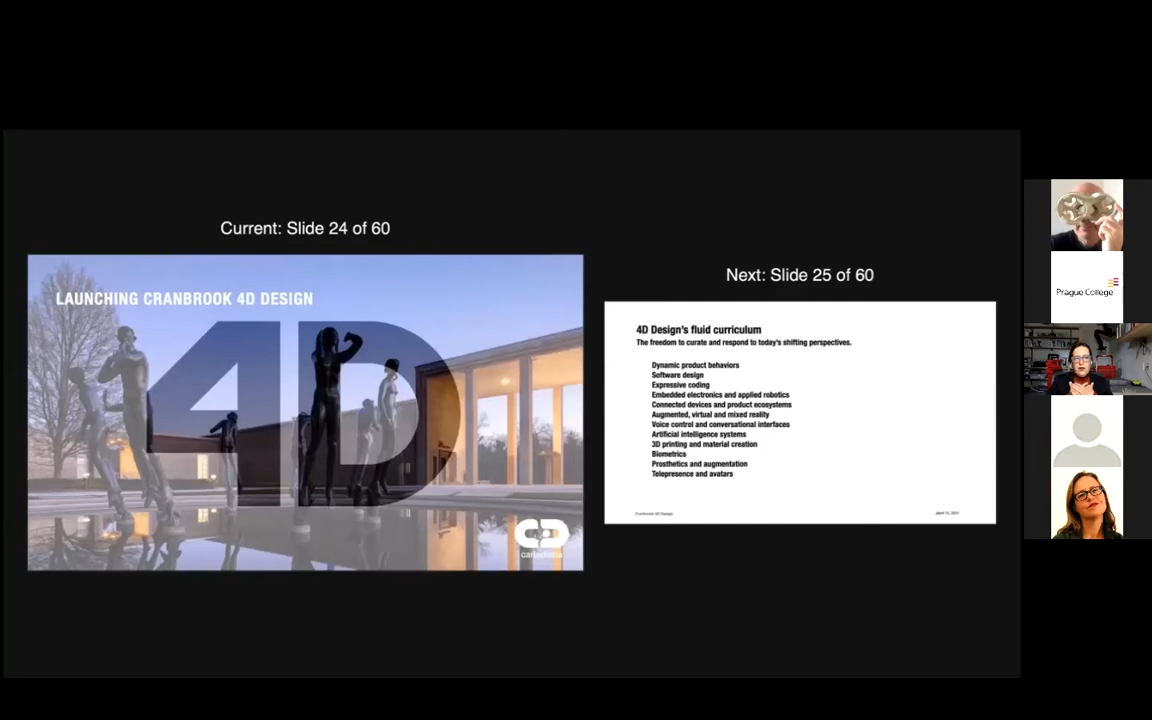 Current: Slide 24 of 60
LAUNCHING CRANBROOK 4D DESIGN
4D
Next: Slide 25 of 60
4D Design's fluid curriculum
The freedom to curate and respond to today's shifting perspectives.
Dynamic product behaviors
Software design
Expressive coding
Embedded electronics and applied robotics
Connected devices and product ecosystems
Augmented, virtual and mixed reality
Voice control and conversational interfaces
Artificial intelligence systems
3D printing and material creation
Biometrics
Prosthetics and augmentation
Telepresence and avatars
Cranbrook 4D Design
Prague College